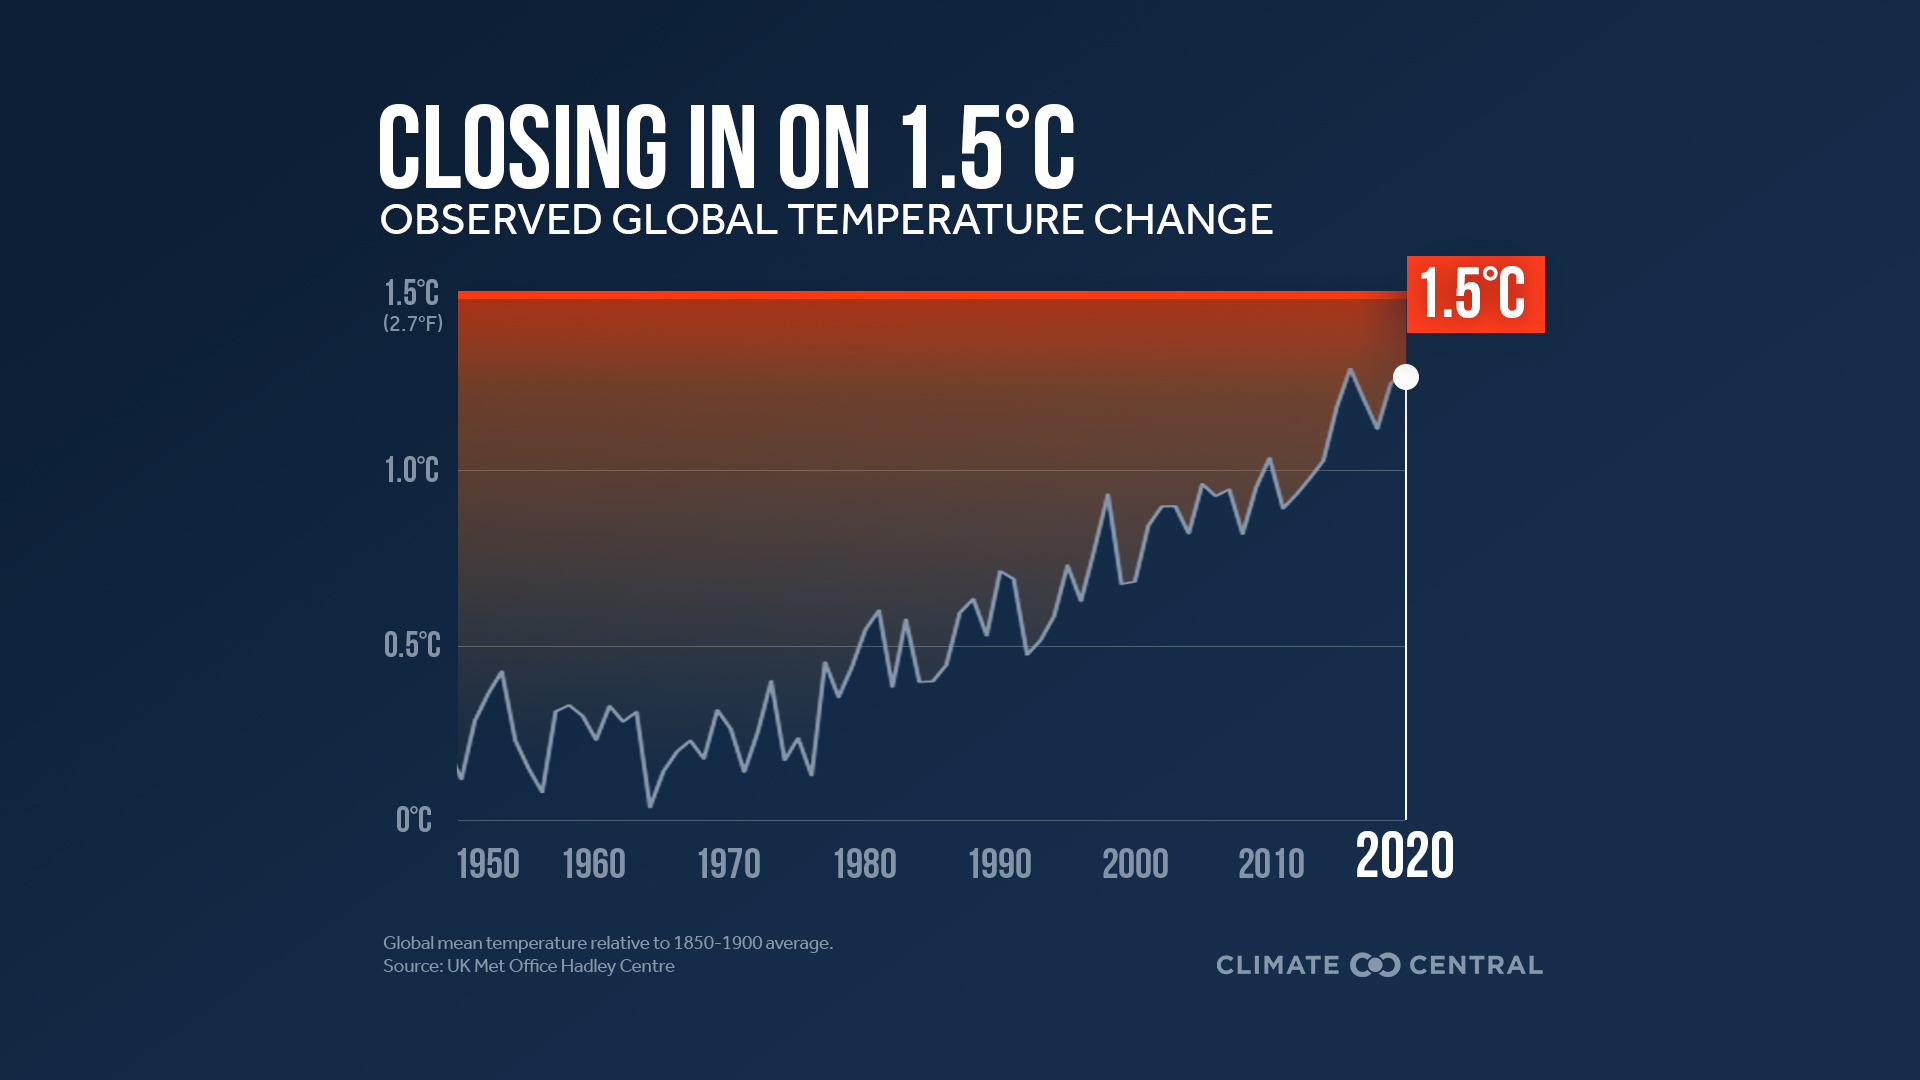 CLOSING IN ON 1.5°C
OBSERVED GLOBAL TEMPERATURE CHANGE
1.5°C
1.5°C
(2.7°F)
1.0°C
0.5°C
0°C
1950 1960 1970 1980 1990 2000 2010 2020
Global mean temperature relative to 1850-1900 average.
Source: UK Met Office Hadley Centre
CLIMATE CENTRAL